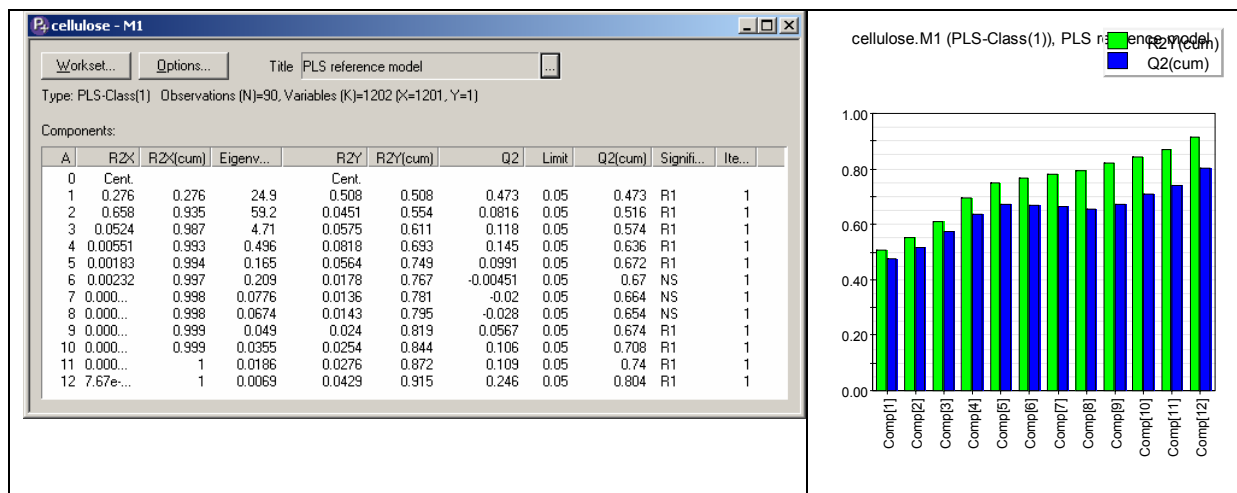 cellulose - M1
Workset... Options... Title PLS reference model ...
Type: PLS-Class(1) Observations (N)=90, Variables (K)=1202 (X=1201, Y=1)
Components:
A R2X R2X(cum) Eigenv... R2Y R2Y(cum) Q2 Limit Q2(cum) Signifi... Ite...
0 Cent. Cent.
1 0.276 0.276 24.9 0.508 0.508 0.473 0.05 0.473 R1 1
2 0.658 0.935 59.2 0.0451 0.554 0.0816 0.05 0.516 R1 1
3 0.0524 0.987 4.71 0.0575 0.611 0.118 0.05 0.574 R1 1
4 0.00551 0.993 0.496 0.0818 0.693 0.145 0.05 0.636 R1 1
5 0.00183 0.994 0.165 0.0564 0.749 0.0991 0.05 0.672 R1 1
6 0.00232 0.997 0.209 0.0178 0.767 -0.00451 0.05 0.67 NS 1
7 0.000... 0.998 0.0776 0.0136 0.781 -0.02 0.05 0.664 NS 1
8 0.000... 0.998 0.0674 0.0143 0.795 -0.028 0.05 0.654 NS 1
9 0.000... 0.999 0.049 0.024 0.819 0.0567 0.05 0.674 R1 1
10 0.000... 0.999 0.0355 0.0254 0.844 0.106 0.05 0.708 R1 1
11 0.000... 1 0.0186 0.0276 0.872 0.109 0.05 0.74 R1 1
12 7.67e-... 1 0.0069 0.0429 0.915 0.246 0.05 0.804 R1 1
cellulose.M1 (PLS-Class(1)), PLS reference model
R2Y(cum)
Q2(cum)
1.00
0.80
0.60
0.40
0.20
0.00
Comp[1]
Comp[2]
Comp[3]
Comp[4]
Comp[5]
Comp[6]
Comp[7]
Comp[8]
Comp[9]
Comp[10]
Comp[11]
Comp[12]